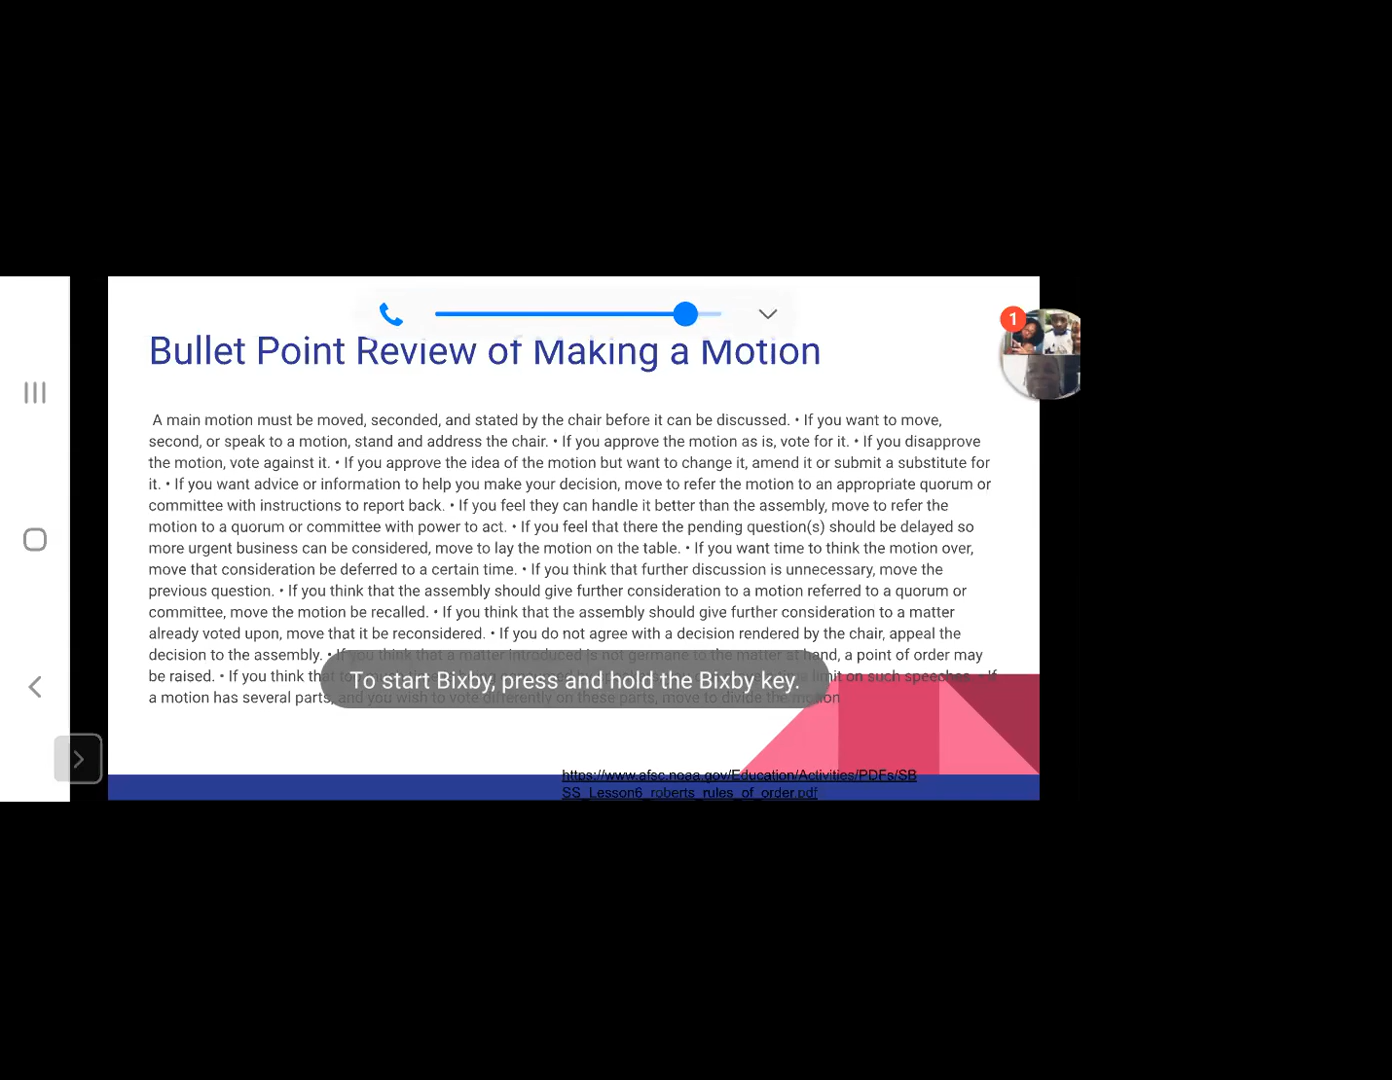 Bullet Point Review of Making a Motion
1
A main motion must be moved, seconded, and stated by the chair before it can be discussed. • If you want to move,
second, or speak to a motion, stand and address the chair. • If you approve the motion as is, vote for it. • If you disapprove
the motion, vote against it. • If you approve the idea of the motion but want to change it, amend it or submit a substitute for
it. • If you want advice or information to help you make your decision, move to refer the motion to an appropriate quorum or
committee with instructions to report back. • If you feel they can handle it better than the assembly, move to refer the
motion to a quorum or committee with power to act. • If you feel that there the pending question(s) should be delayed so
more urgent business can be considered, move to lay the motion on the table. • If you want time to think the motion over,
move that consideration be deferred to a certain time. • If you think that further discussion is unnecessary, move the
previous question. • If you think that the assembly should give further consideration to a motion referred to a quorum or
committee, move the motion be recalled. • If you think that the assembly should give further consideration to a matter
already voted upon, move that it be reconsidered. • If you do not agree with a decision rendered by the chair, appeal the
decision to the assembly. • If you think that a matter introduced is not germane to the matter at hand, a point of order may
be raised. • If you think that too limit on such speeches. • If
To start Bixby, press and hold the Bixby key.
a motion has several parts, and you wish to vote differently on these parts, move to divide the motion
https://www.afsc.noaa.gov/Education/Activities/PDFs/SB
SS_Lesson6_roberts_rules_of_order.pdf